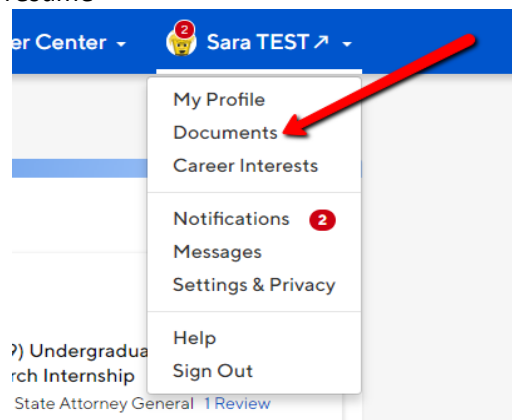 resume
er Center
2
Sara TEST
My Profile
Documents
Career Interests
Notifications 2
Messages
Settings & Privacy
Help
Sign Out
9) Undergradua
rch Internship
State Attorney General 1 Review